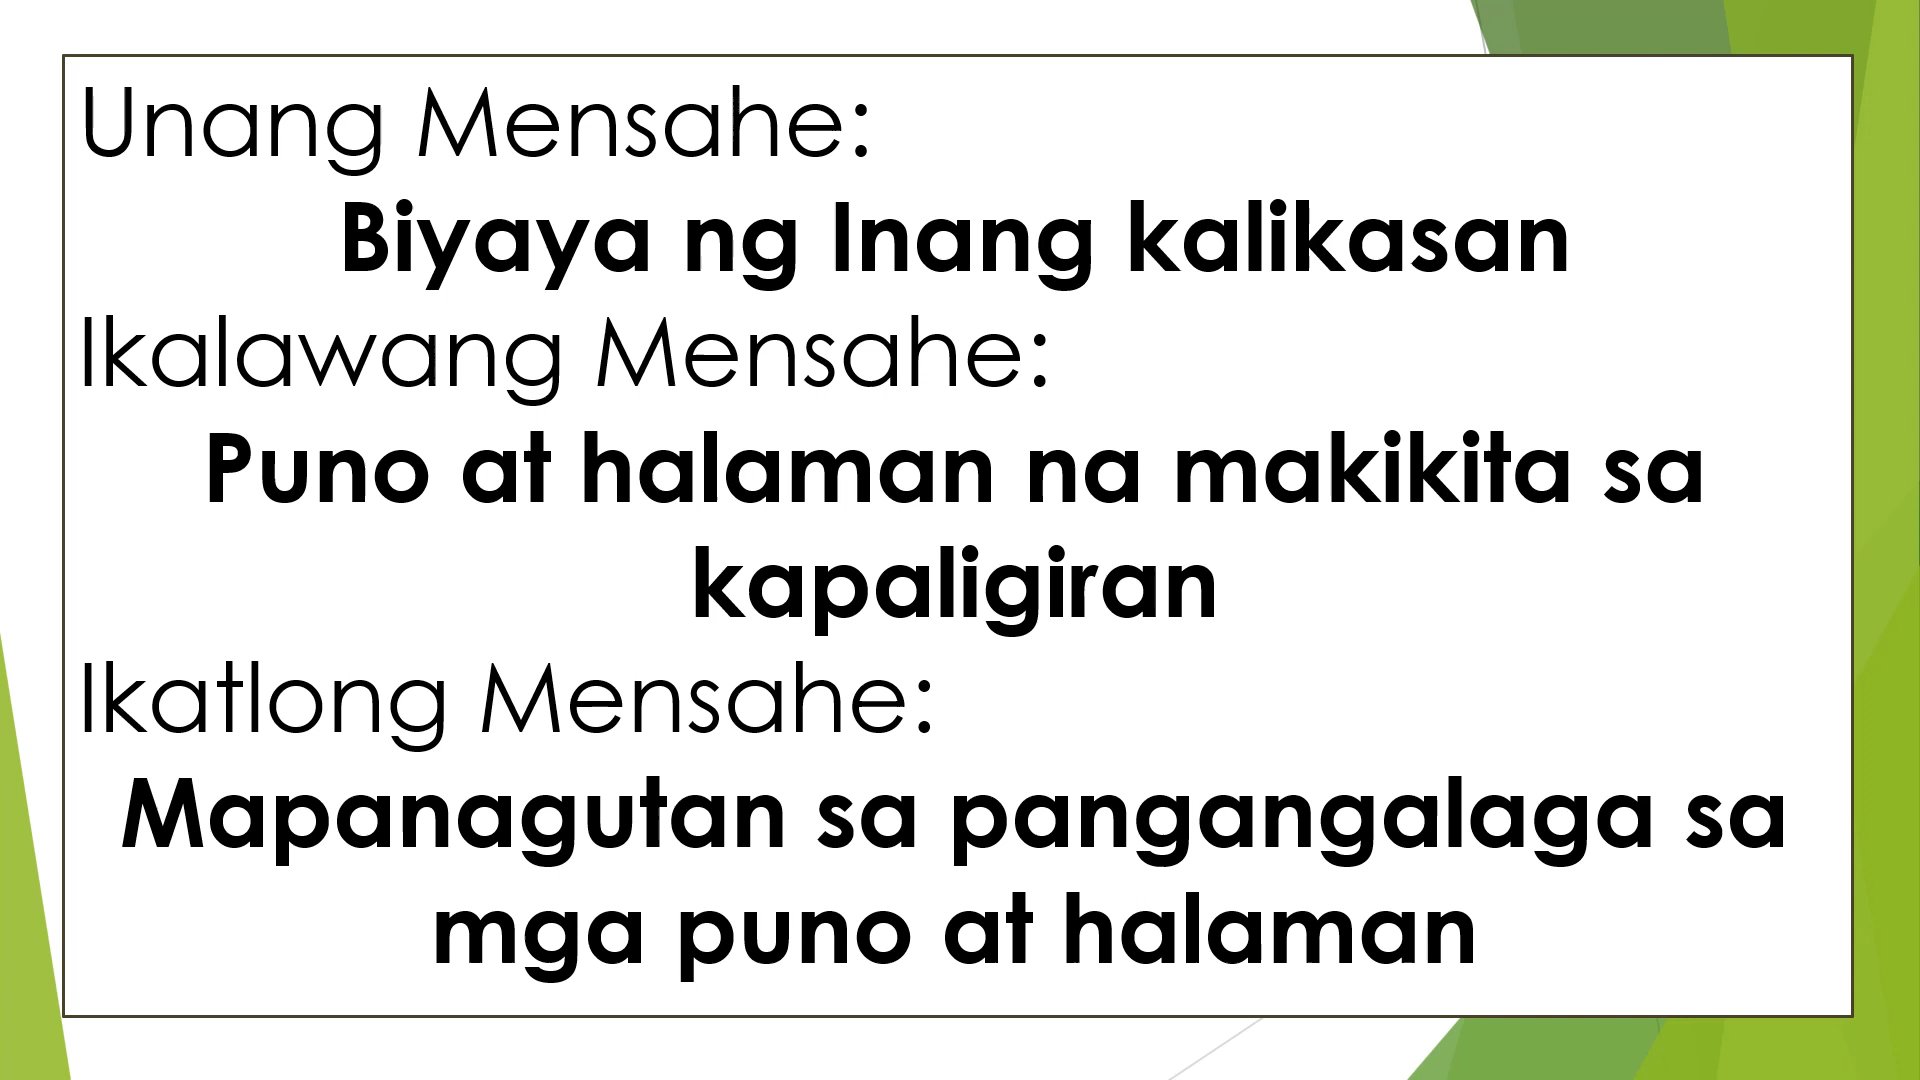 Unang Mensahe:
Biyaya ng Inang kalikasan
Ikalawang Mensahe:
Puno at halaman na makikita sa
kapaligiran
Ikatlong Mensahe:
Mapanagutan sa pangangalaga sa
mga puno at halaman